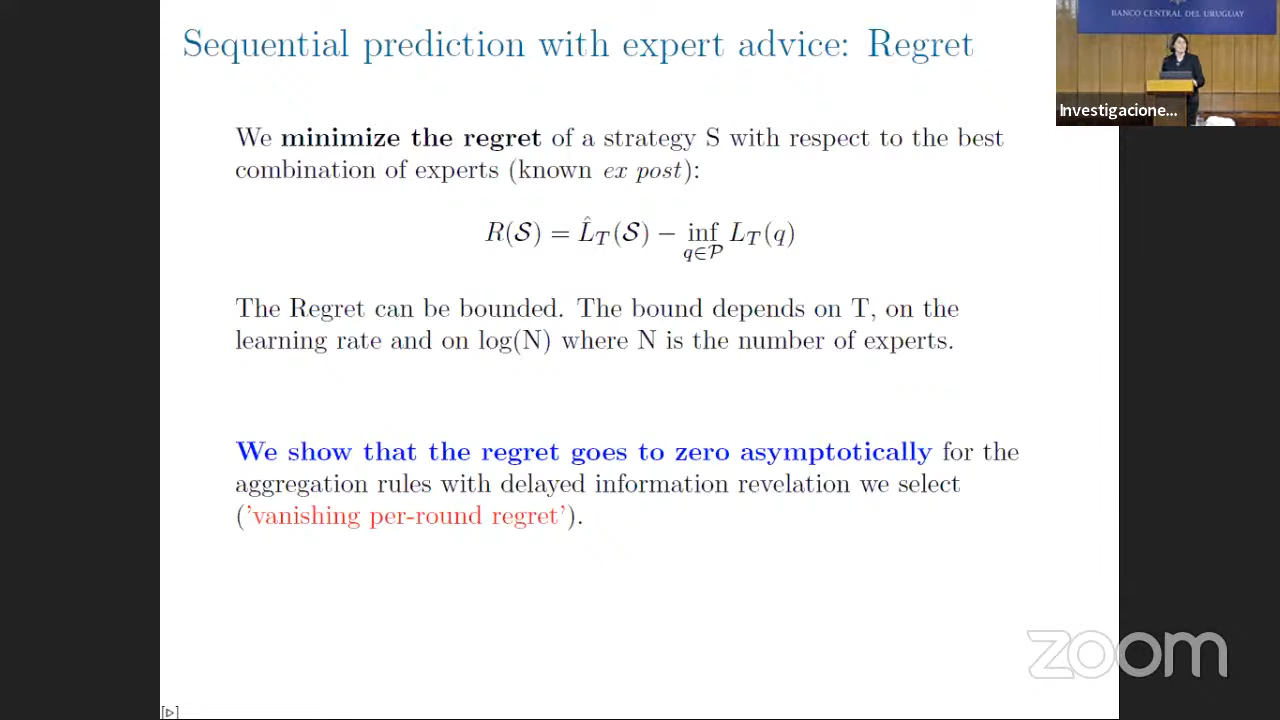 Sequential prediction with expert advice: Regret
BANCO CENTRAL DEL URUGUAY
Investigacione...
We minimize the regret of a strategy S with respect to the best
combination of experts (known ex post):
R(𝒮) = L̂_T(𝒮) − inf_{q∈𝒫} L_T(q)
The Regret can be bounded. The bound depends on T, on the
learning rate and on log(N) where N is the number of experts.
We show that the regret goes to zero asymptotically for the
aggregation rules with delayed information revelation we select
('vanishing per-round regret').
zoom